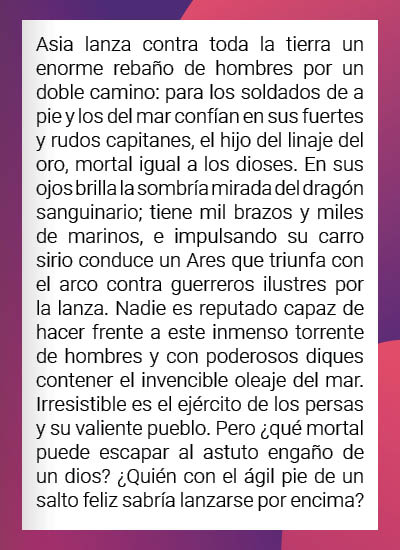 Asia lanza contra toda la tierra un
enorme rebaño de hombres por un
doble camino: para los soldados de a
pie y los del mar confían en sus fuertes
y rudos capitanes, el hijo del linaje del
oro, mortal igual a los dioses. En sus
ojos brilla la sombría mirada del dragón
sanguinario; tiene mil brazos y miles
de marinos, e impulsando su carro
sirio conduce un Ares que triunfa con
el arco contra guerreros ilustres por
la lanza. Nadie es reputado capaz de
hacer frente a este inmenso torrente
de hombres y con poderosos diques
contener el invencible oleaje del mar.
Irresistible es el ejército de los persas
y su valiente pueblo. Pero ¿qué mortal
puede escapar al astuto engaño de
un dios? ¿Quién con el ágil pie de un
salto feliz sabría lanzarse por encima?